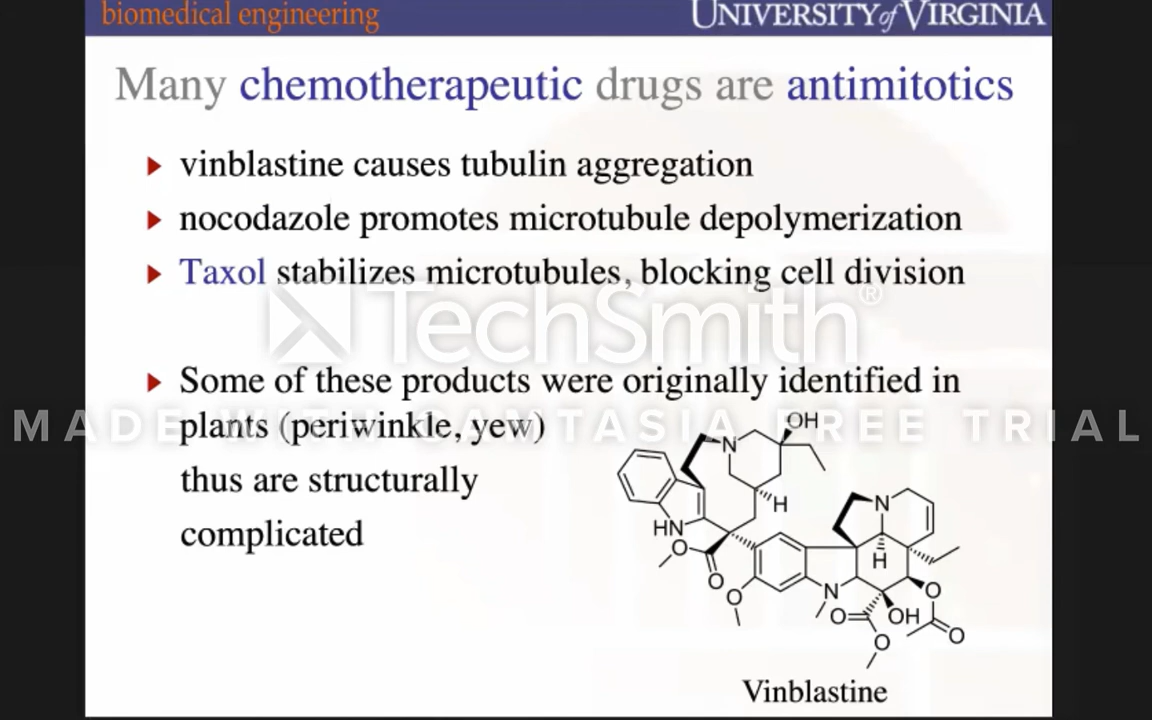 biomedical engineering
UNIVERSITY of VIRGINIA
Many chemotherapeutic drugs are antimitotics
vinblastine causes tubulin aggregation
nocodazole promotes microtubule depolymerization
Taxol stabilizes microtubules, blocking cell division
TechSmith®
Some of these products were originally identified in
MADE WITH CAMTASIA FREE TRIAL
plants (periwinkle, yew)
thus are structurally
complicated
OH
N
H
HN
O
O
O
N
H
N
O
OH
O
O
O
Vinblastine